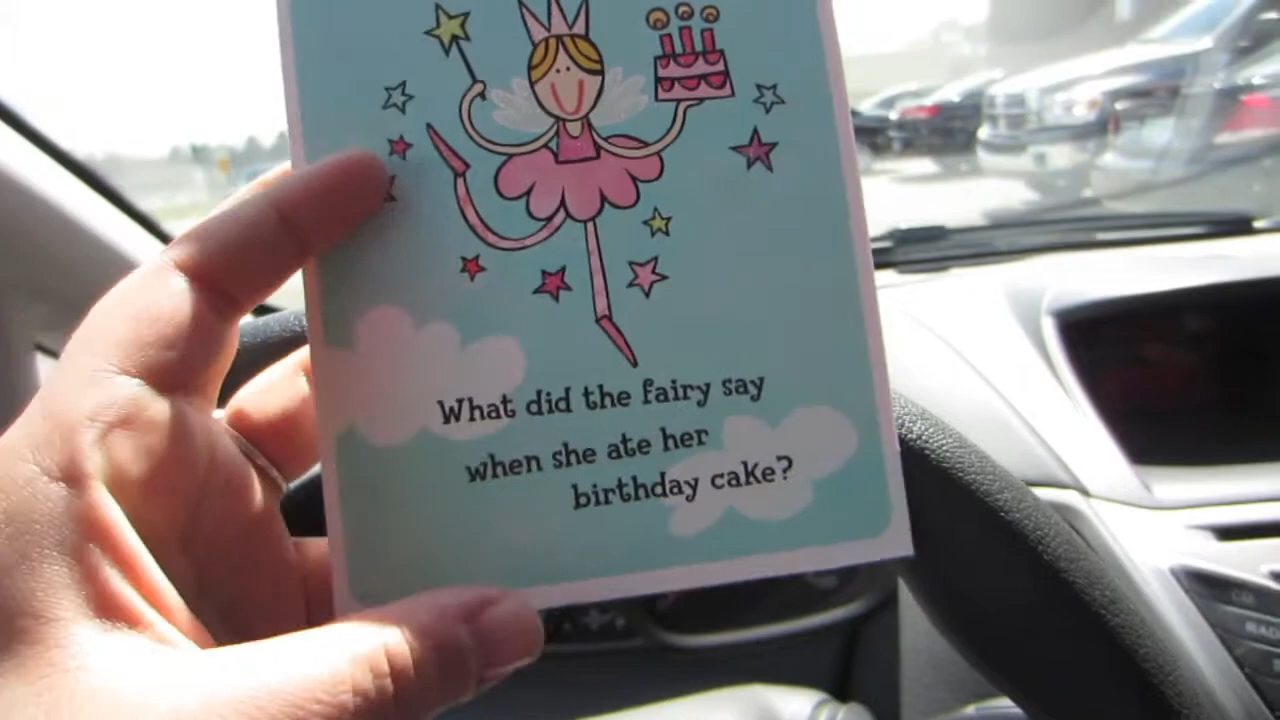 What did the fairy say
when she ate her
birthday cake?